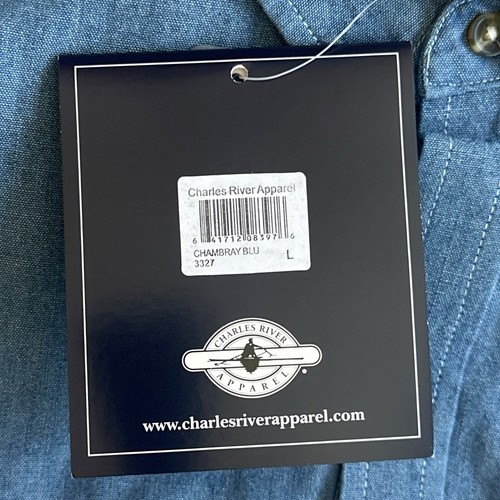 Charles River Apparel
6 41712 08397 6
CHAMBRAY BLU
3327 L
CHARLES RIVER
APPAREL
®
www.charlesriverapparel.com